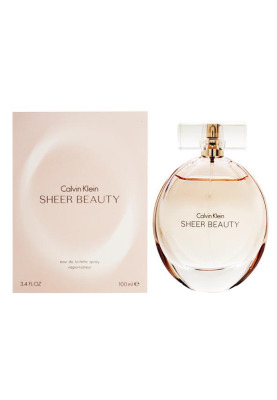 Calvin Klein
SHEER BEAUTY
eau de toilette spray
vaporisateur
3.4 FL.OZ
100 ml ℮
Calvin Klein
SHEER BEAUTY